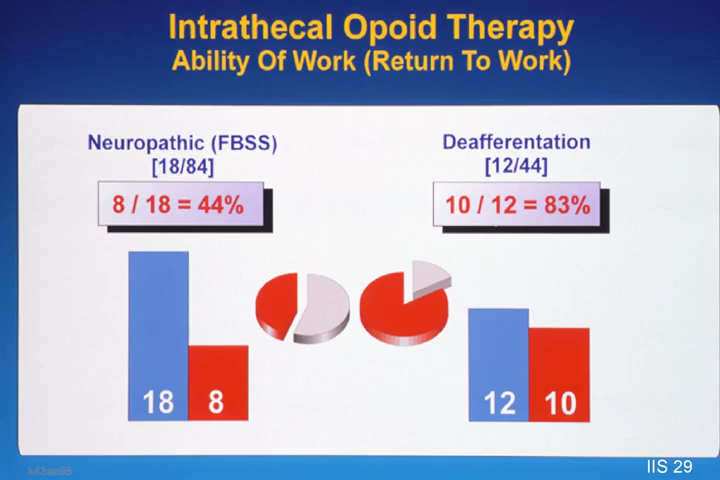 Intrathecal Opoid Therapy
Ability Of Work (Return To Work)
Neuropathic (FBSS)
[18/84]
8 / 18 = 44%
Deafferentation
[12/44]
10 / 12 = 83%
18
8
12
10
IIS 29